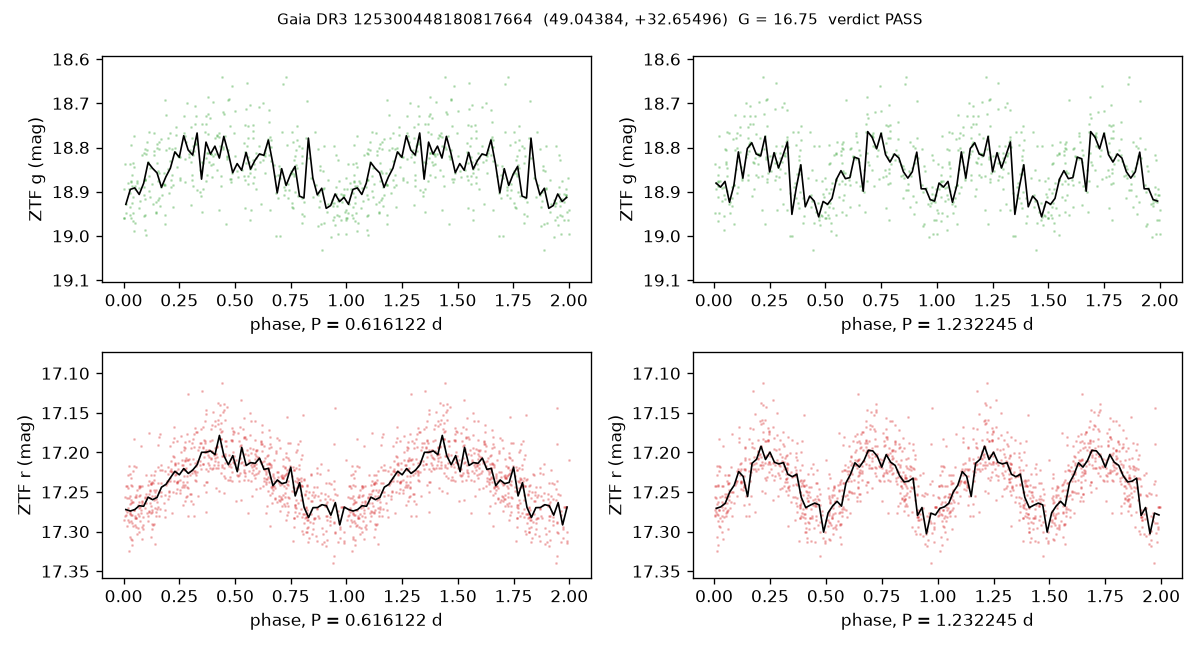 Gaia DR3 125300448180817664  (49.04384, +32.65496)  G = 16.75  verdict PASS
ZTF g (mag)
18.6
18.7
18.8
18.9
19.0
19.1
0.00 0.25 0.50 0.75 1.00 1.25 1.50 1.75 2.00
phase, P = 0.616122 d
ZTF g (mag)
18.6
18.7
18.8
18.9
19.0
19.1
0.00 0.25 0.50 0.75 1.00 1.25 1.50 1.75 2.00
phase, P = 1.232245 d
ZTF r (mag)
17.10
17.15
17.20
17.25
17.30
17.35
0.00 0.25 0.50 0.75 1.00 1.25 1.50 1.75 2.00
phase, P = 0.616122 d
ZTF r (mag)
17.10
17.15
17.20
17.25
17.30
17.35
0.00 0.25 0.50 0.75 1.00 1.25 1.50 1.75 2.00
phase, P = 1.232245 d